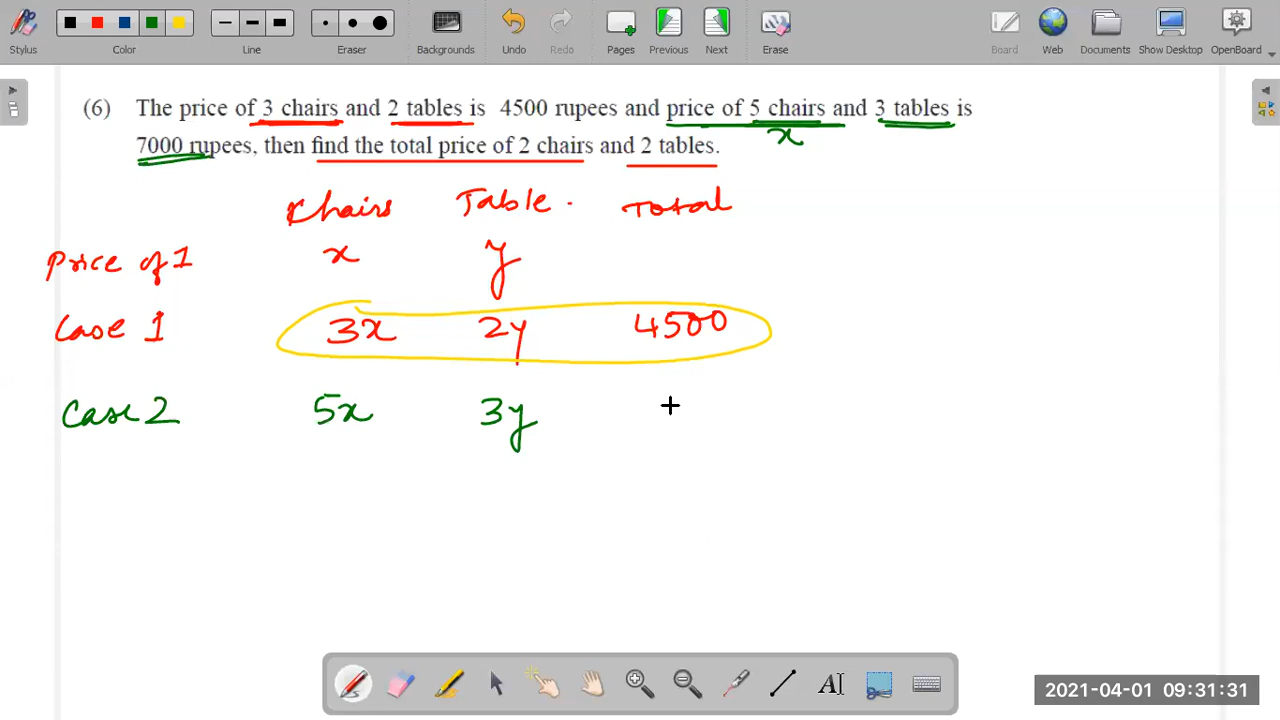 Stylus Color Line Eraser Backgrounds Undo Redo Pages Previous Next Erase Board Web Documents Show Desktop OpenBoard
(6) The price of 3 chairs and 2 tables is 4500 rupees and price of 5 chairs and 3 tables is
x
7000 rupees, then find the total price of 2 chairs and 2 tables.
Chairs Table. Total
Price of 1 x y
Case 1 3x 2y 4500
Case 2 5x 3y
2021-04-01 09:31:31